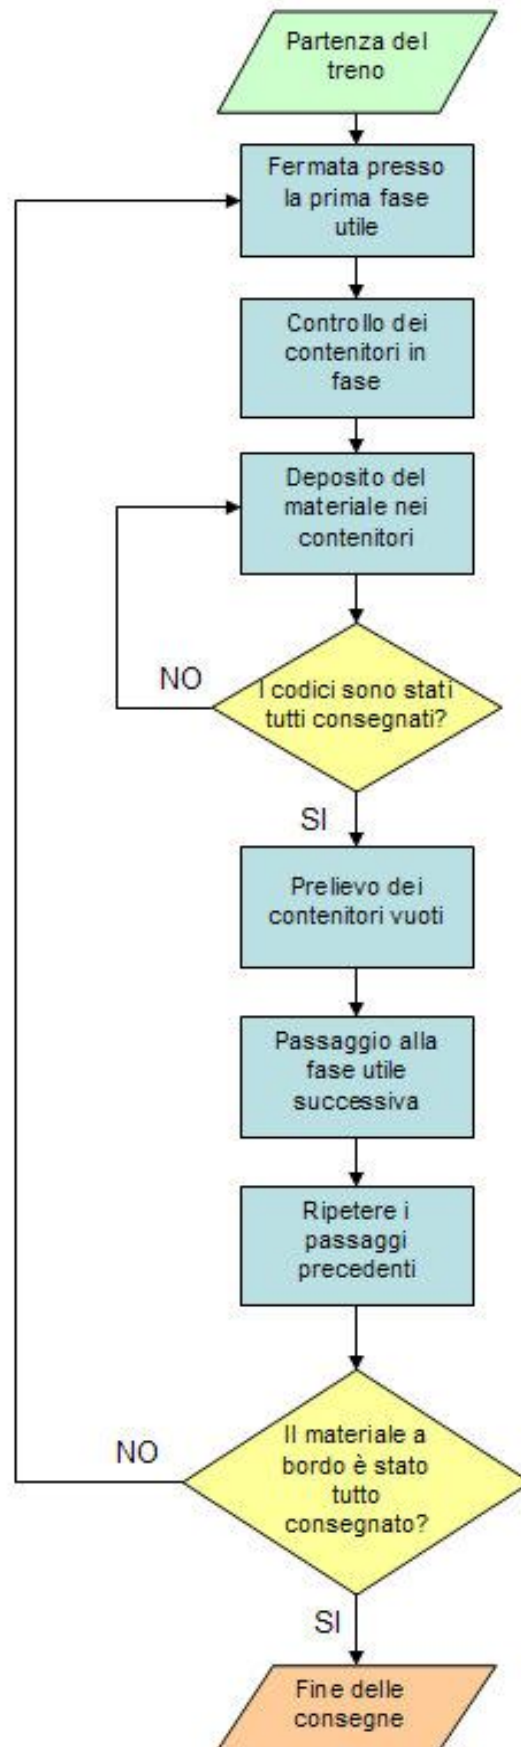 Partenza del
treno
Fermata presso
la prima fase
utile
Controllo dei
contenitori in
fase
Deposito del
materiale nei
contenitori
NO
I codici sono stati
tutti consegnati?
SI
Prelievo dei
contenitori vuoti
Passaggio alla
fase utile
successiva
Ripetere i
passaggi
precedenti
NO
Il materiale a
bordo è stato
tutto
consegnato?
SI
Fine delle
consegne